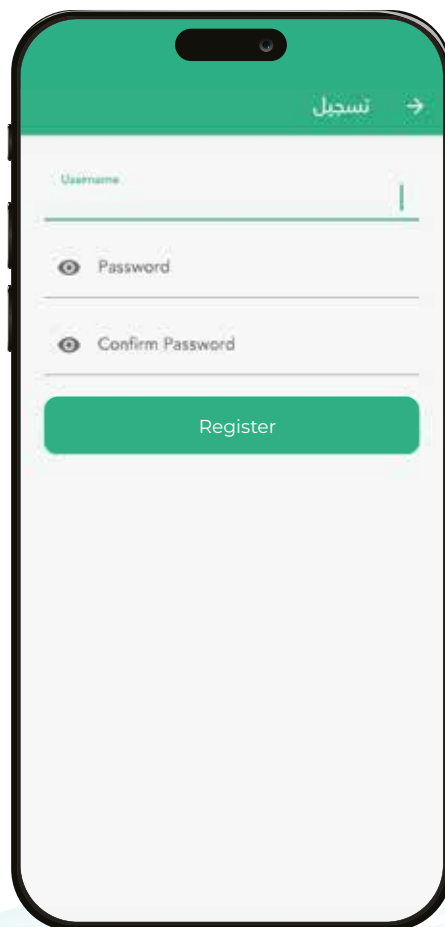 تسجيل
Username
Password
Confirm Password
Register